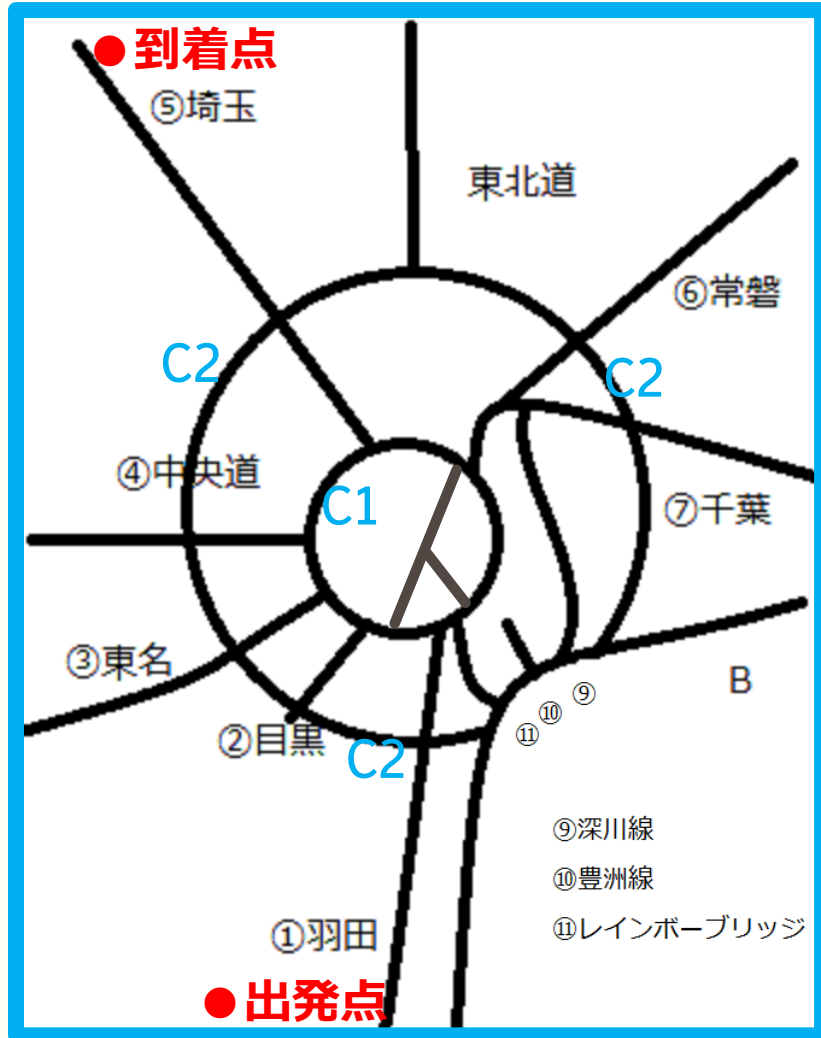 ●到着点
⑤埼玉
東北道
⑥常磐
C2
C2
④中央道
C1
⑦千葉
③東名
B
⑨
⑩
⑪
②目黒
C2
⑨深川線
⑩豊洲線
⑪レインボーブリッジ
①羽田
●出発点